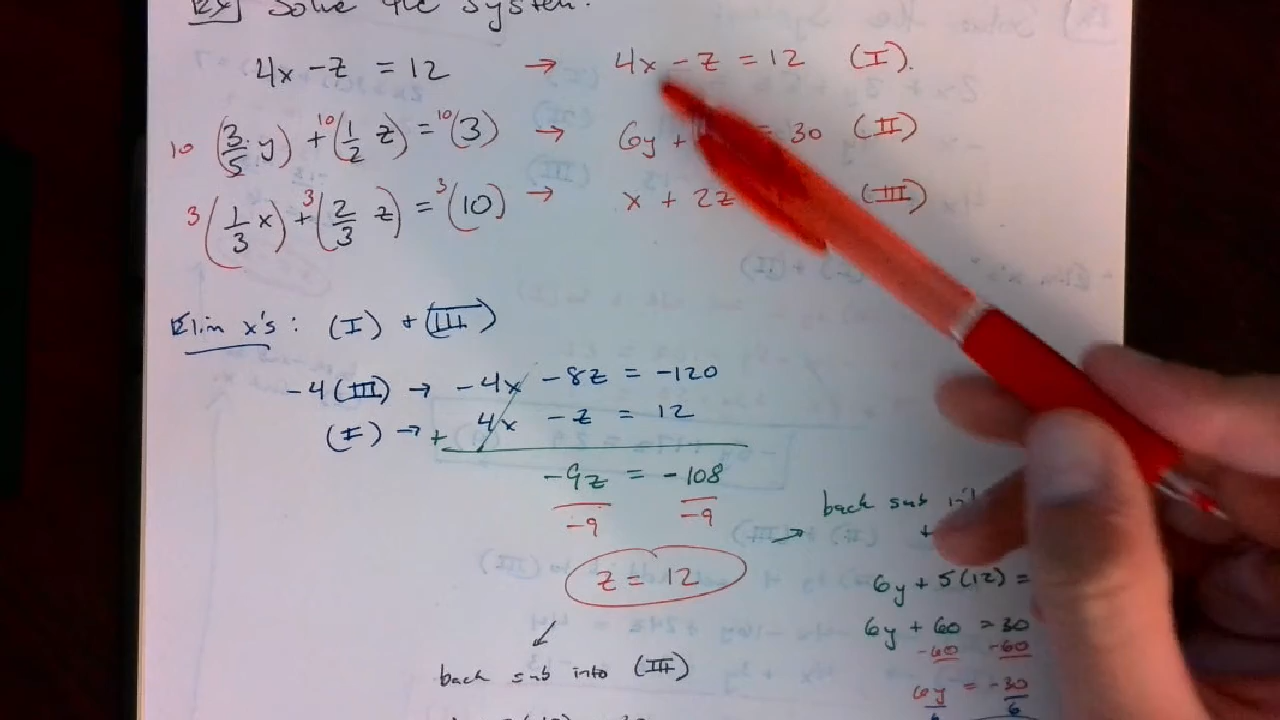 Ex Solve the system.
4x - z = 12 → 4x - z = 12 (I).
10 (3/5 y) + 10 (1/2 z) = 10 (3) → 6y + = 30 (II)
3 (1/3 x) + 3 (2/3 z) = 3 (10) → x + 2z (III)
Elim x's: (I) + (III)
-4 (III) → -4x - 8z = -120
(I) → + 4x - z = 12
-9z = -108
-9 -9
z = 12
back sub into (III)
→ back sub
6y + 5(12) =
6y + 60 = 30
-60 -60
6y = -30
6 6